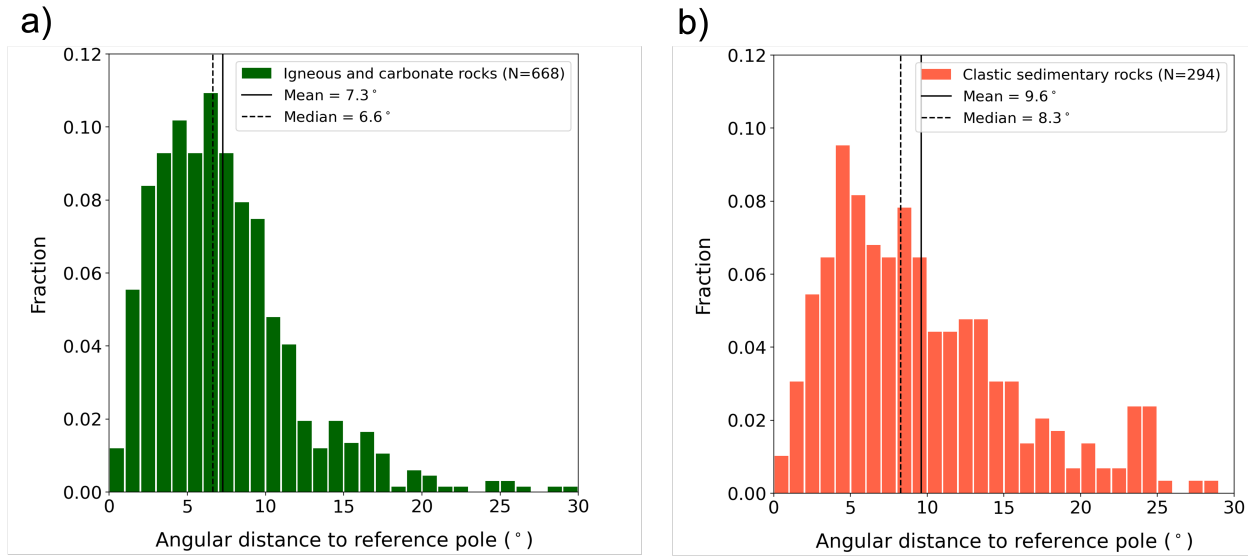 a)
0.12
0.10
0.08
0.06
0.04
0.02
0.00
Fraction
Igneous and carbonate rocks (N=668)
Mean = 7.3°
Median = 6.6°
0 5 10 15 20 25 30
Angular distance to reference pole (°)
b)
0.12
0.10
0.08
0.06
0.04
0.02
0.00
Fraction
Clastic sedimentary rocks (N=294)
Mean = 9.6°
Median = 8.3°
0 5 10 15 20 25 30
Angular distance to reference pole (°)